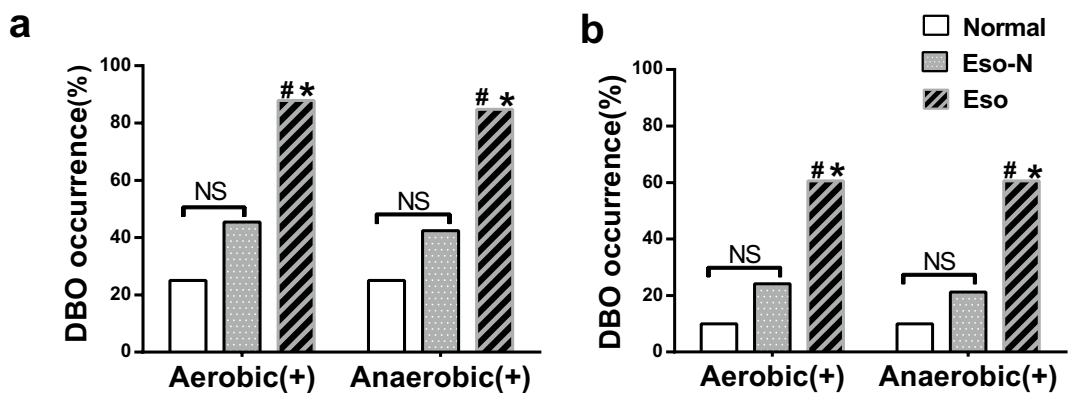 a
DBO occurrence(%)
100
80
60
40
20
0
NS
# *
NS
# *
Aerobic(+)
Anaerobic(+)
b
Normal
Eso-N
Eso
DBO occurrence(%)
100
80
60
40
20
0
NS
# *
NS
# *
Aerobic(+)
Anaerobic(+)